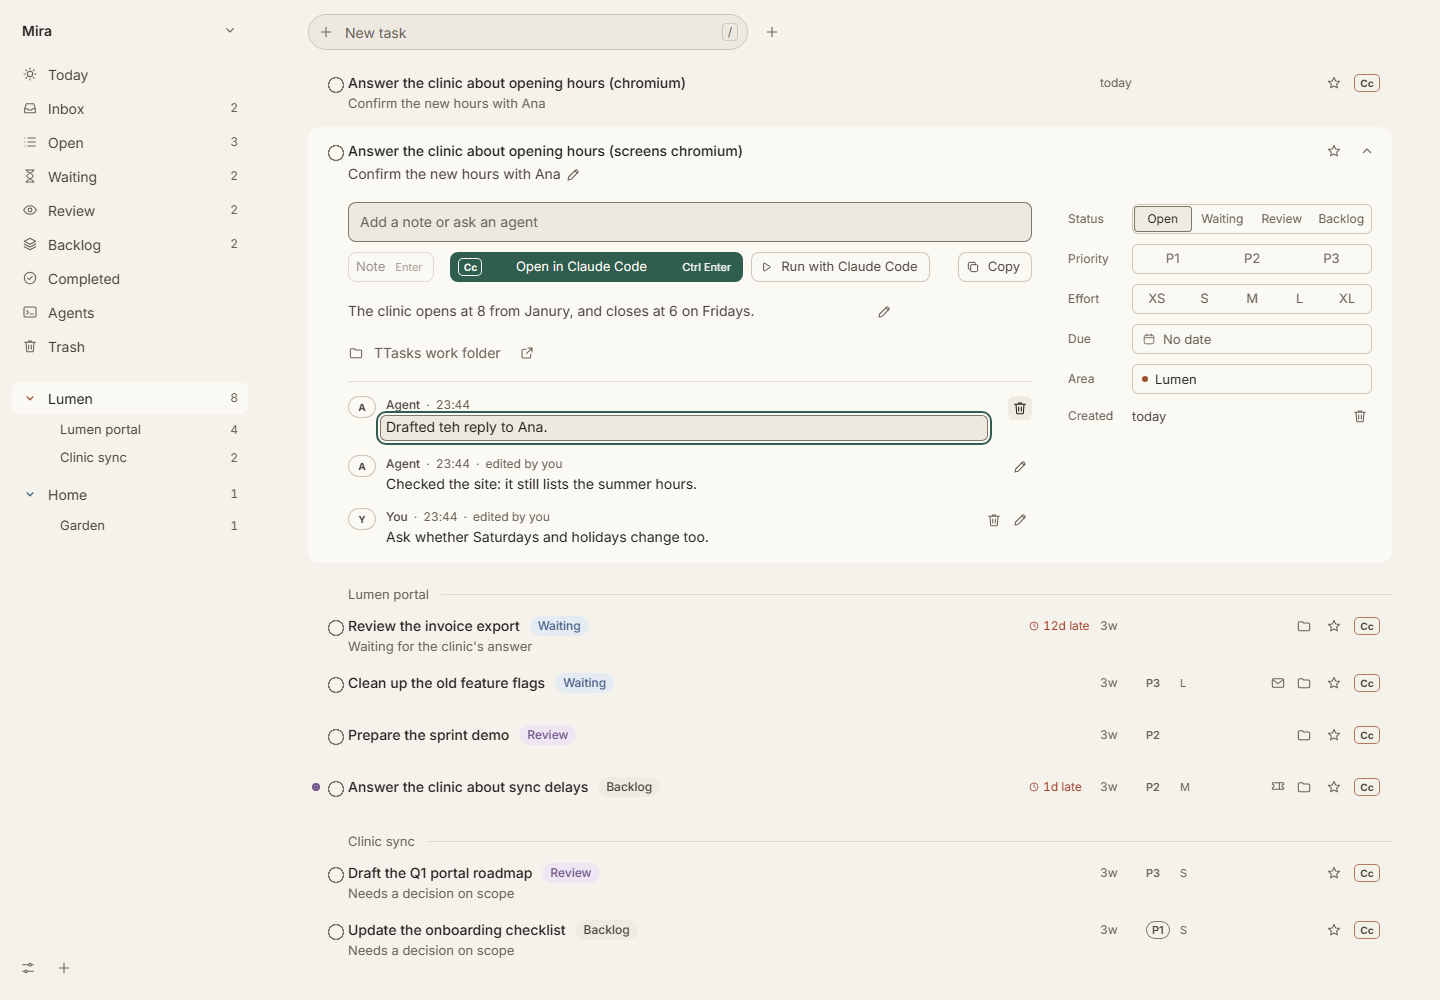 Mira
Today
Inbox 2
Open 3
Waiting 2
Review 2
Backlog 2
Completed
Agents
Trash
Lumen 8
Lumen portal 4
Clinic sync 2
Home 1
Garden 1
New task /
Answer the clinic about opening hours (chromium) today Cc
Confirm the new hours with Ana
Answer the clinic about opening hours (screens chromium)
Confirm the new hours with Ana
Add a note or ask an agent
Note Enter Cc Open in Claude Code Ctrl Enter Run with Claude Code Copy
The clinic opens at 8 from Janury, and closes at 6 on Fridays.
TTasks work folder
A Agent · 23:44
Drafted teh reply to Ana.
A Agent · 23:44 · edited by you
Checked the site: it still lists the summer hours.
Y You · 23:44 · edited by you
Ask whether Saturdays and holidays change too.
Status Open Waiting Review Backlog
Priority P1 P2 P3
Effort XS S M L XL
Due No date
Area Lumen
Created today
Lumen portal
Review the invoice export Waiting 12d late 3w Cc
Waiting for the clinic's answer
Clean up the old feature flags Waiting 3w P3 L Cc
Prepare the sprint demo Review 3w P2 Cc
Answer the clinic about sync delays Backlog 1d late 3w P2 M Cc
Clinic sync
Draft the Q1 portal roadmap Review 3w P3 S Cc
Needs a decision on scope
Update the onboarding checklist Backlog 3w P1 S Cc
Needs a decision on scope